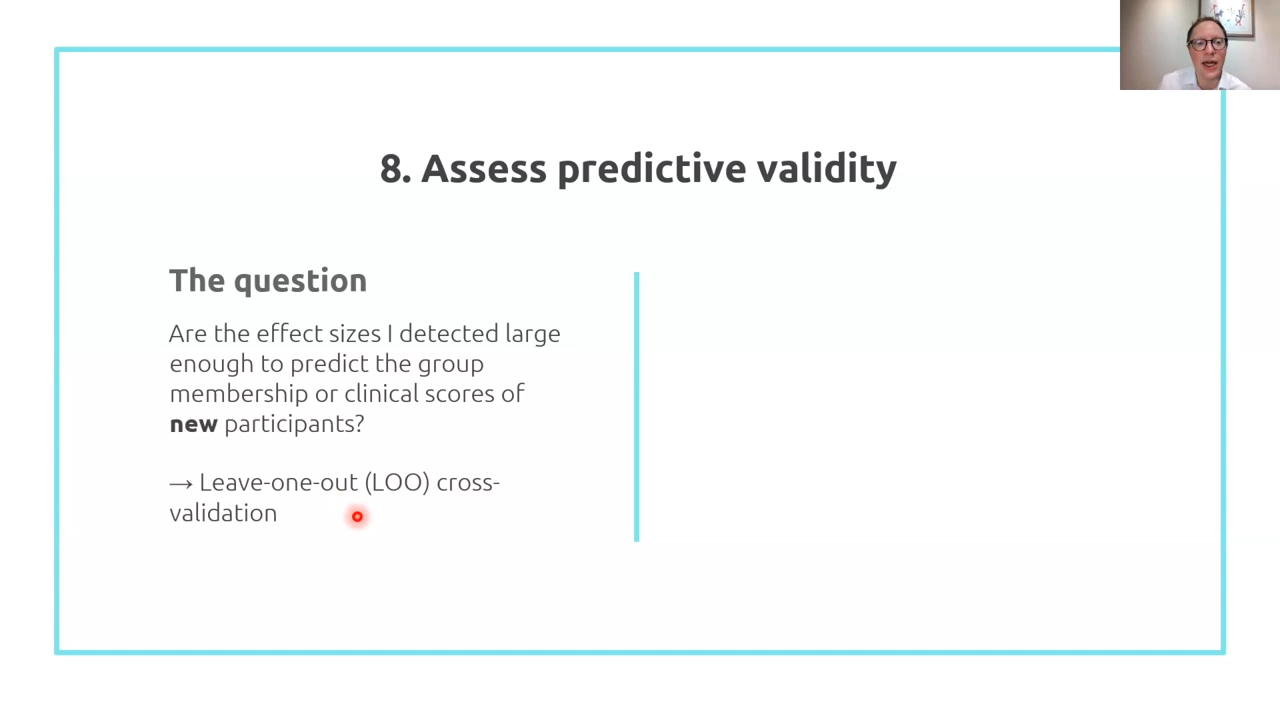 8. Assess predictive validity
The question
Are the effect sizes I detected large
enough to predict the group
membership or clinical scores of
new participants?
→ Leave-one-out (LOO) cross-
validation